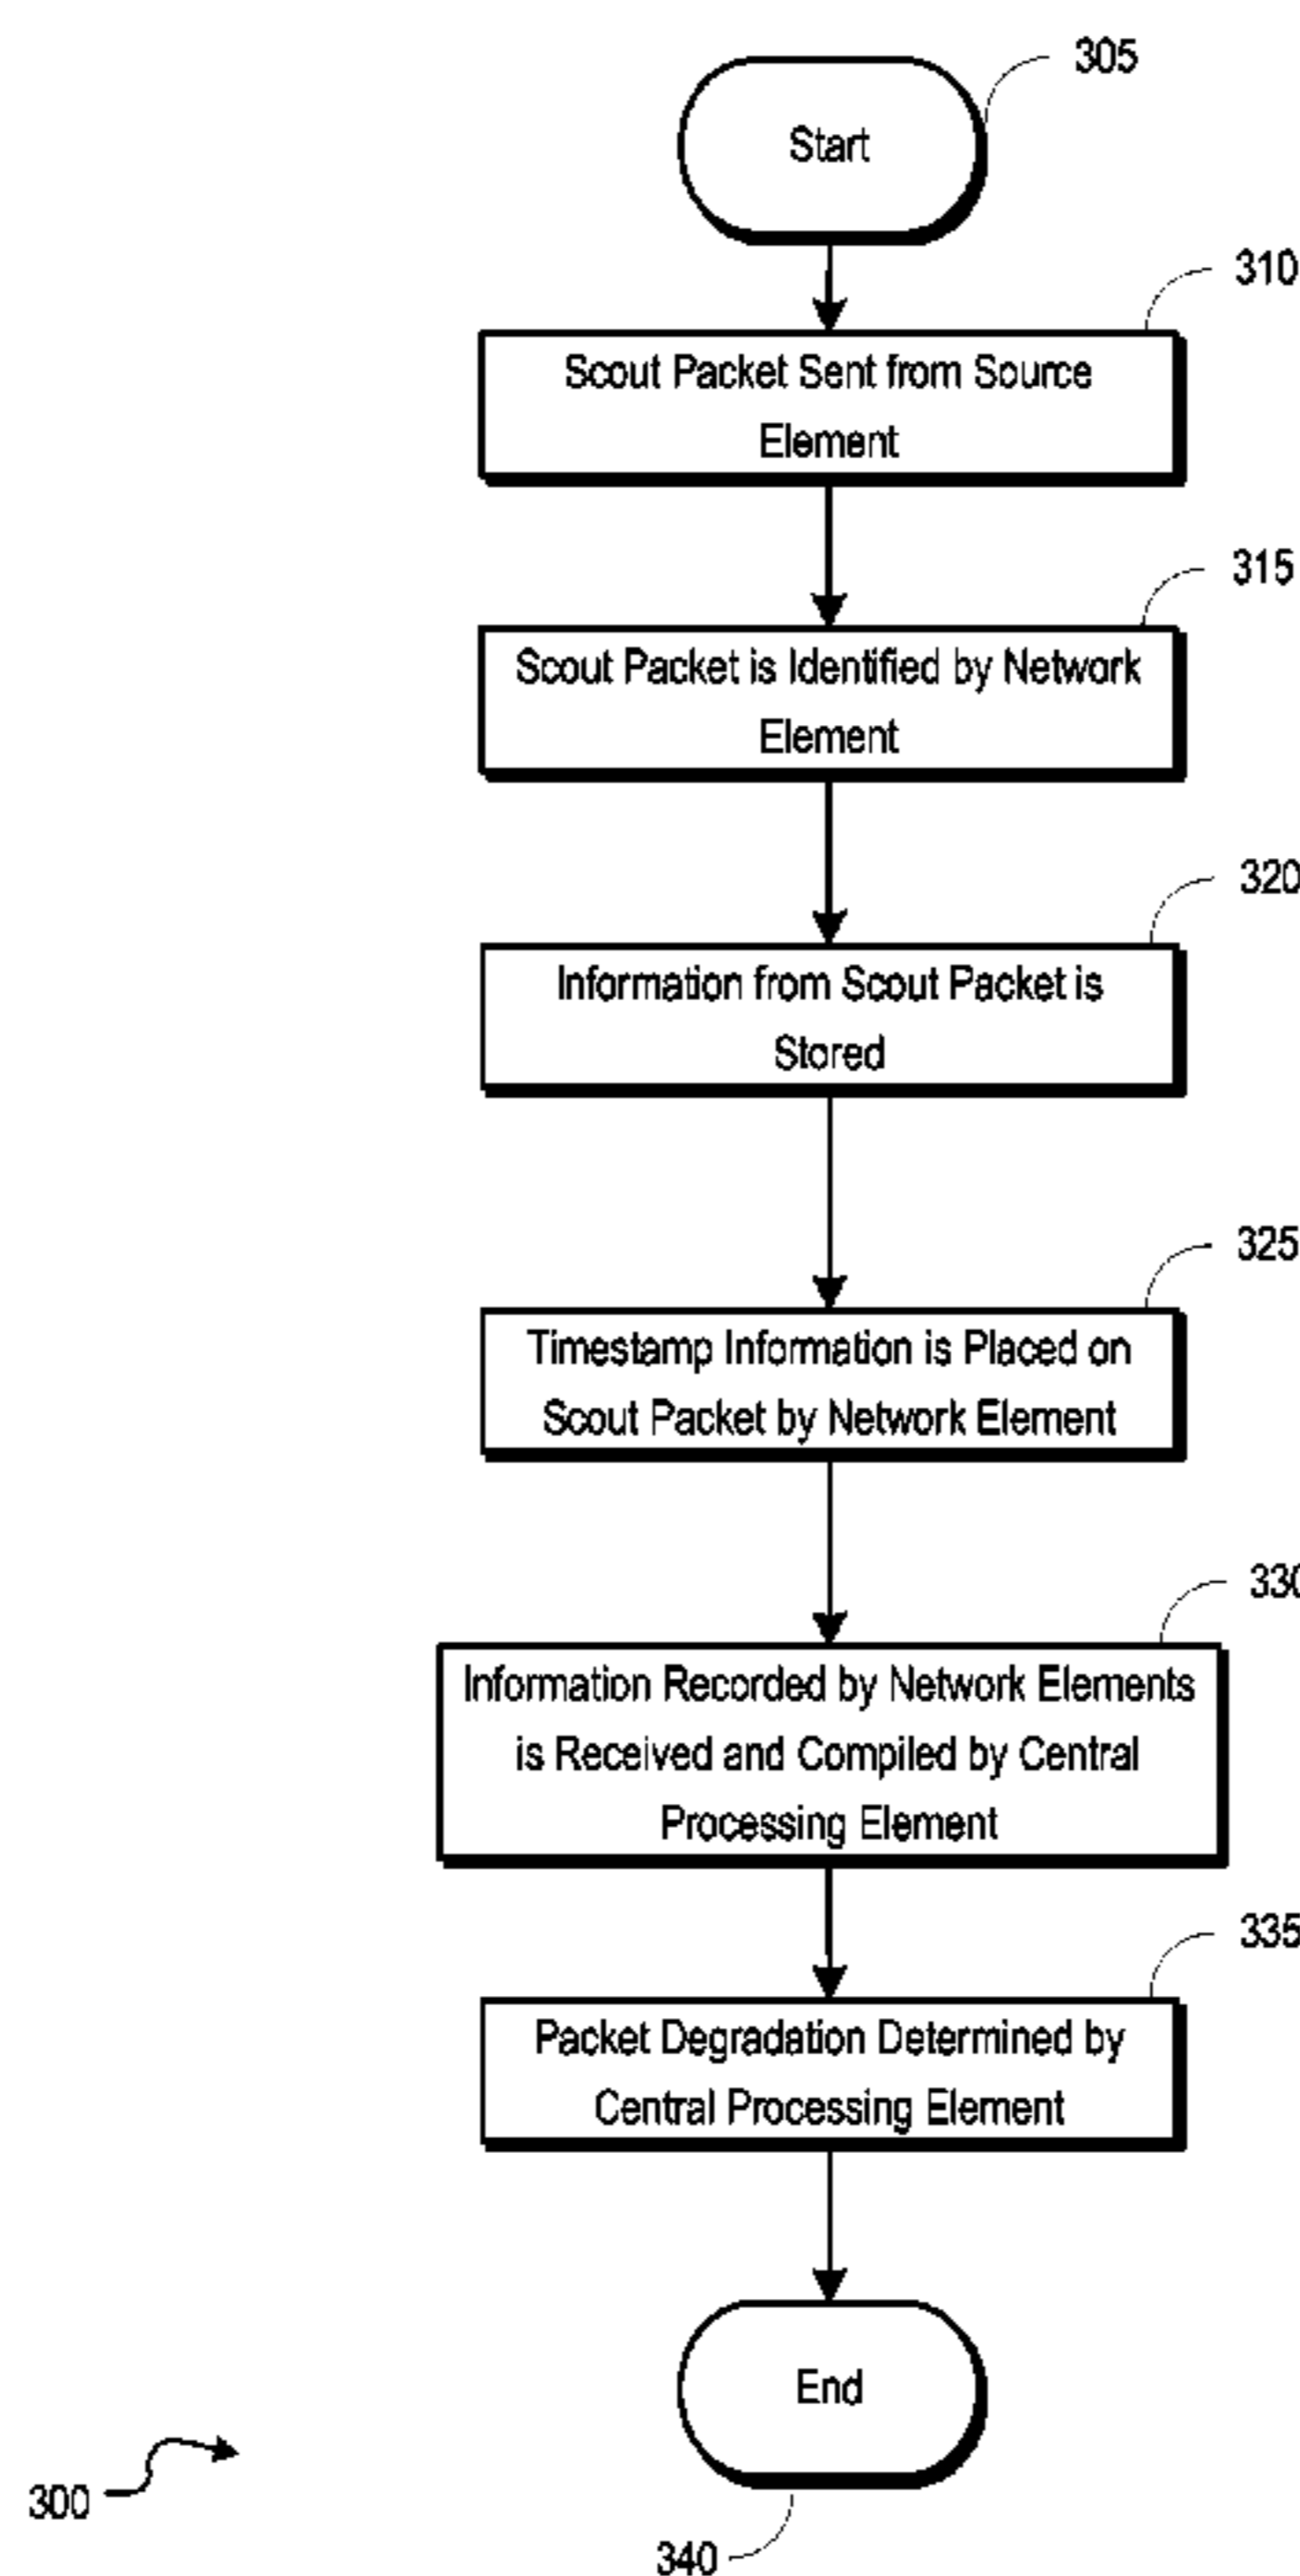 305
Start
310
Scout Packet Sent from Source
Element
315
Scout Packet is Identified by Network
Element
320
Information from Scout Packet is
Stored
325
Timestamp Information is Placed on
Scout Packet by Network Element
330
Information Recorded by Network Elements
is Received and Compiled by Central
Processing Element
335
Packet Degradation Determined by
Central Processing Element
End
300
340